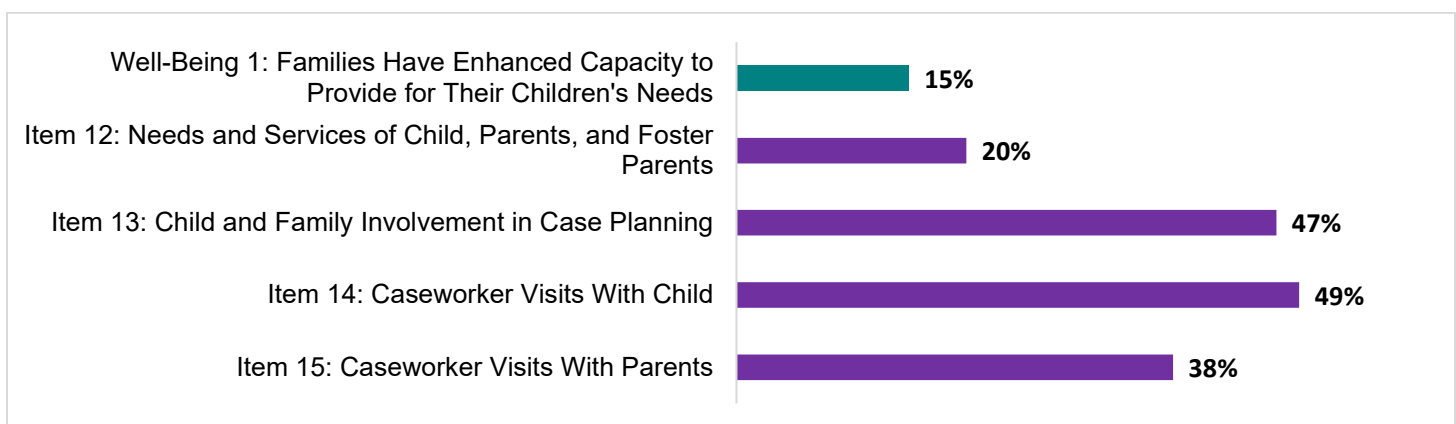 Well-Being 1: Families Have Enhanced Capacity to
Provide for Their Children's Needs
15%
Item 12: Needs and Services of Child, Parents, and Foster
Parents
20%
Item 13: Child and Family Involvement in Case Planning
47%
Item 14: Caseworker Visits With Child
49%
Item 15: Caseworker Visits With Parents
38%